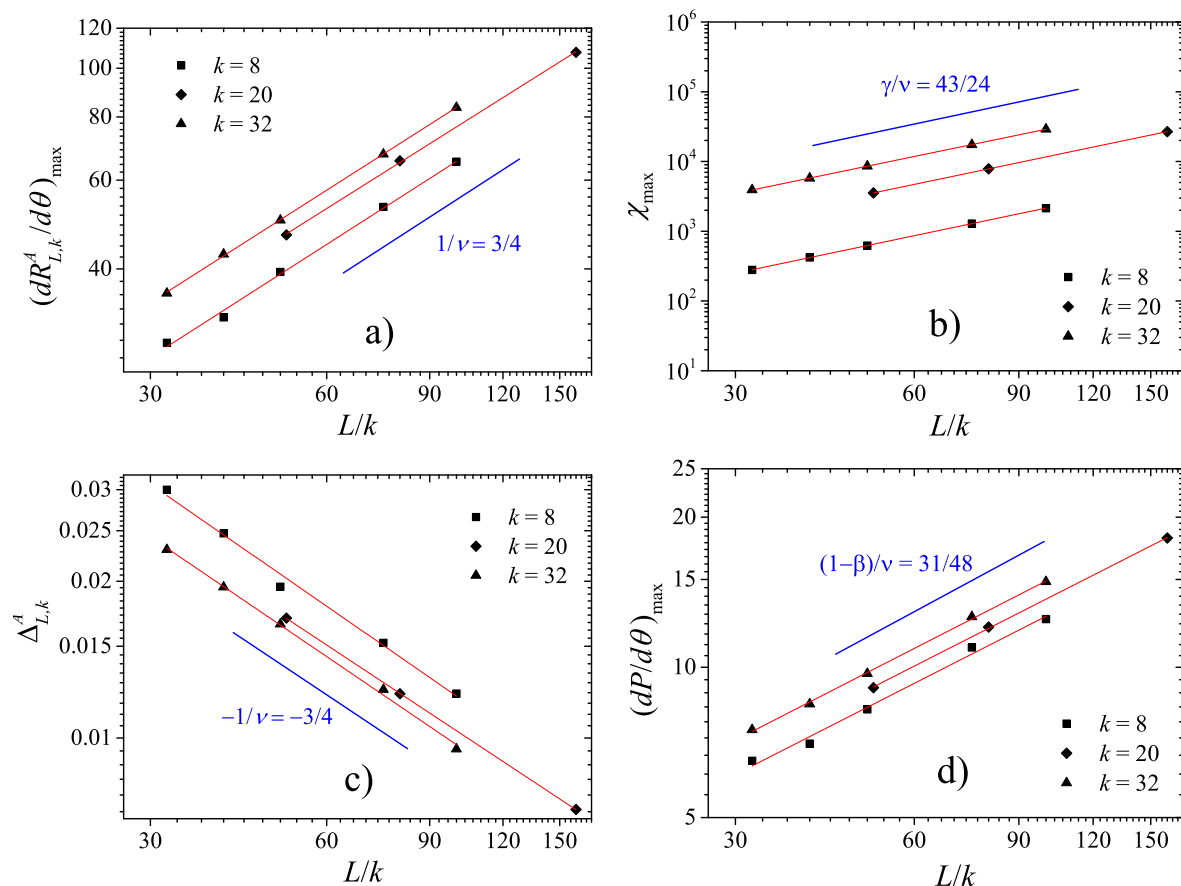 120
100
80
60
40
(dR^A_{L,k}/dθ)_max
k = 8
k = 20
k = 32
1/ν = 3/4
a)
30
60
90
120
150
L/k
10^6
10^5
10^4
10^3
10^2
10^1
χ_max
γ/ν = 43/24
k = 8
k = 20
k = 32
b)
30
60
90
120
150
L/k
0.03
0.025
0.02
0.015
0.01
Δ^A_{L,k}
k = 8
k = 20
k = 32
−1/ν = −3/4
c)
30
60
90
120
150
L/k
25
20
15
10
5
(dP/dθ)_max
(1–β)/ν = 31/48
k = 8
k = 20
k = 32
d)
30
60
90
120
150
L/k